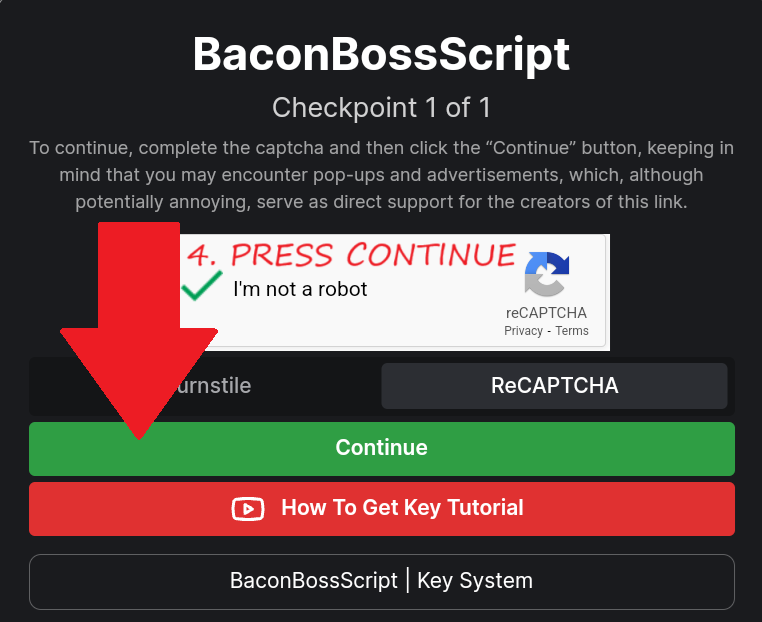 BaconBossScript
Checkpoint 1 of 1
To continue, complete the captcha and then click the “Continue” button, keeping in
mind that you may encounter pop-ups and advertisements, which, although
potentially annoying, serve as direct support for the creators of this link.
4. PRESS CONTINUE
I'm not a robot
reCAPTCHA
Privacy - Terms
ReCAPTCHA
Continue
How To Get Key Tutorial
BaconBossScript | Key System